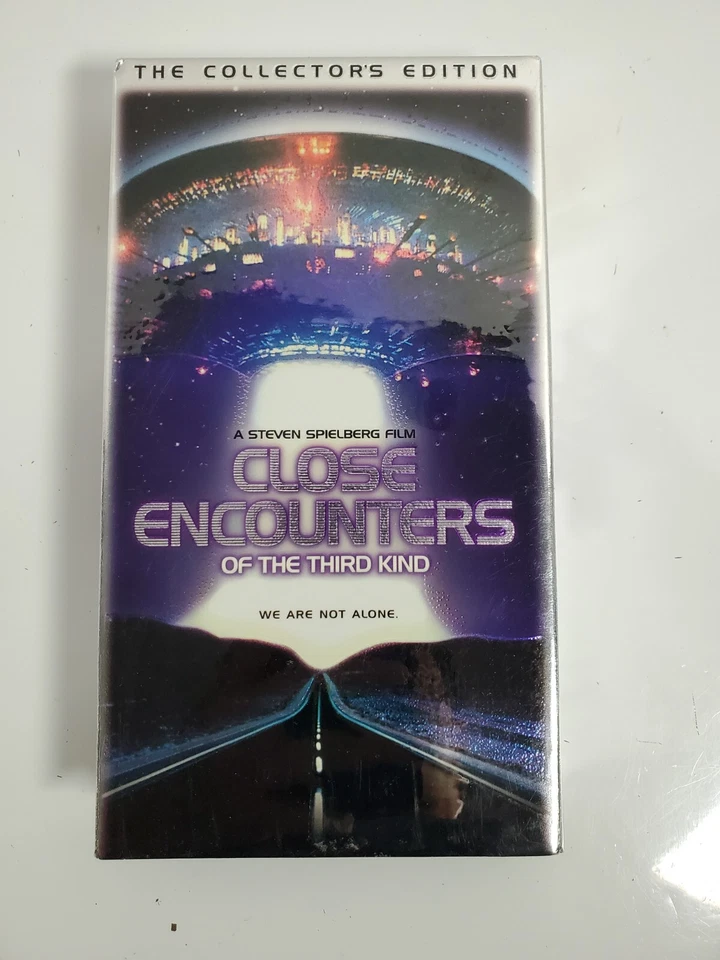 THE COLLECTOR'S EDITION
A STEVEN SPIELBERG FILM
CLOSE
ENCOUNTERS
OF THE THIRD KIND
WE ARE NOT ALONE.